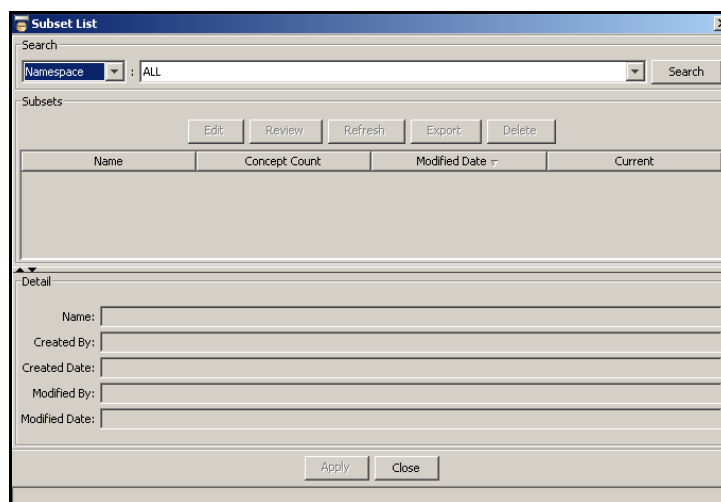 Subset List
Search
Namespace : ALL Search
Subsets
Edit Review Refresh Export Delete
Name Concept Count Modified Date Current
Detail
Name:
Created By:
Created Date:
Modified By:
Modified Date:
Apply Close